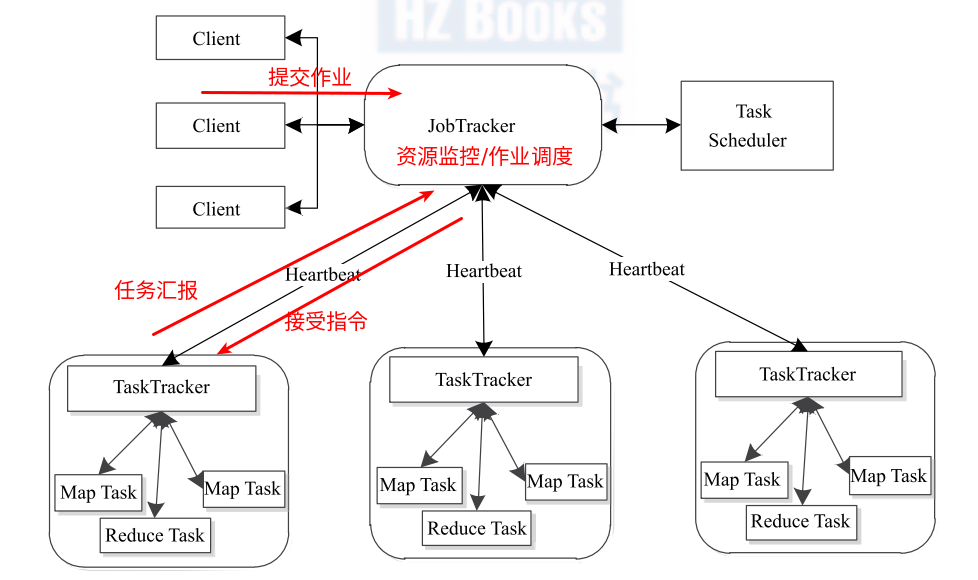 HZ BOOKS
Client
提交作业
Client
Client
JobTracker
资源监控/作业调度
Task
Scheduler
Heartbeat
Heartbeat
Heartbeat
任务汇报
接受指令
TaskTracker
Map Task
Map Task
Reduce Task
TaskTracker
Map Task
Map Task
Reduce Task
TaskTracker
Map Task
Map Task
Reduce Task